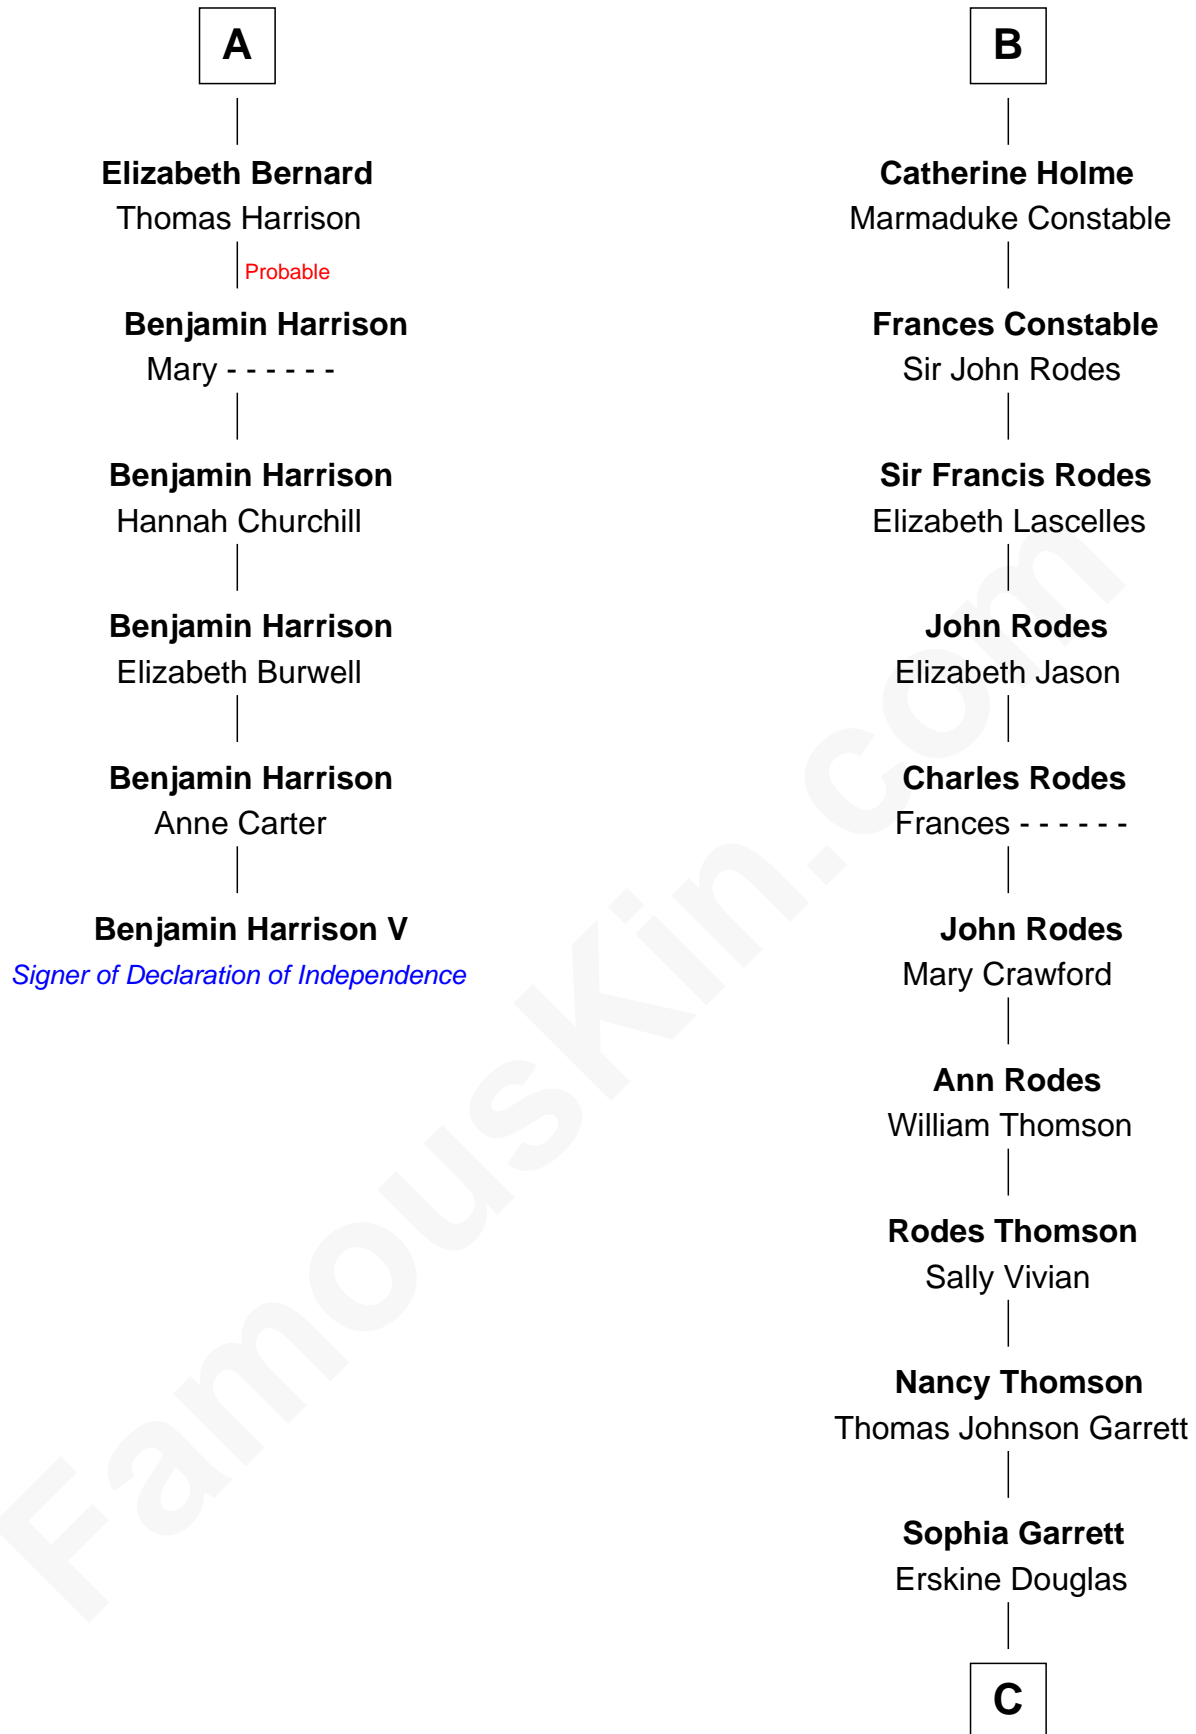 A
Elizabeth Bernard
Thomas Harrison
Probable
Benjamin Harrison
Mary - - - - - -
Benjamin Harrison
Hannah Churchill
Benjamin Harrison
Elizabeth Burwell
Benjamin Harrison
Anne Carter
Benjamin Harrison V
Signer of Declaration of Independence
B
Catherine Holme
Marmaduke Constable
Frances Constable
Sir John Rodes
Sir Francis Rodes
Elizabeth Lascelles
John Rodes
Elizabeth Jason
Charles Rodes
Frances - - - - - -
John Rodes
Mary Crawford
Ann Rodes
William Thomson
Rodes Thomson
Sally Vivian
Nancy Thomson
Thomas Johnson Garrett
Sophia Garrett
Erskine Douglas
C
FamousKin.com